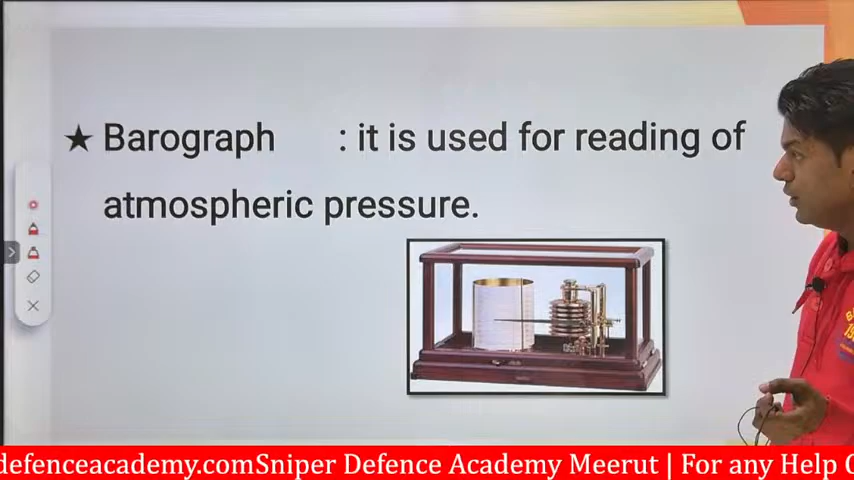 ★ Barograph : it is used for reading of
atmospheric pressure.
defenceacademy.comSniper Defence Academy Meerut | For any Help